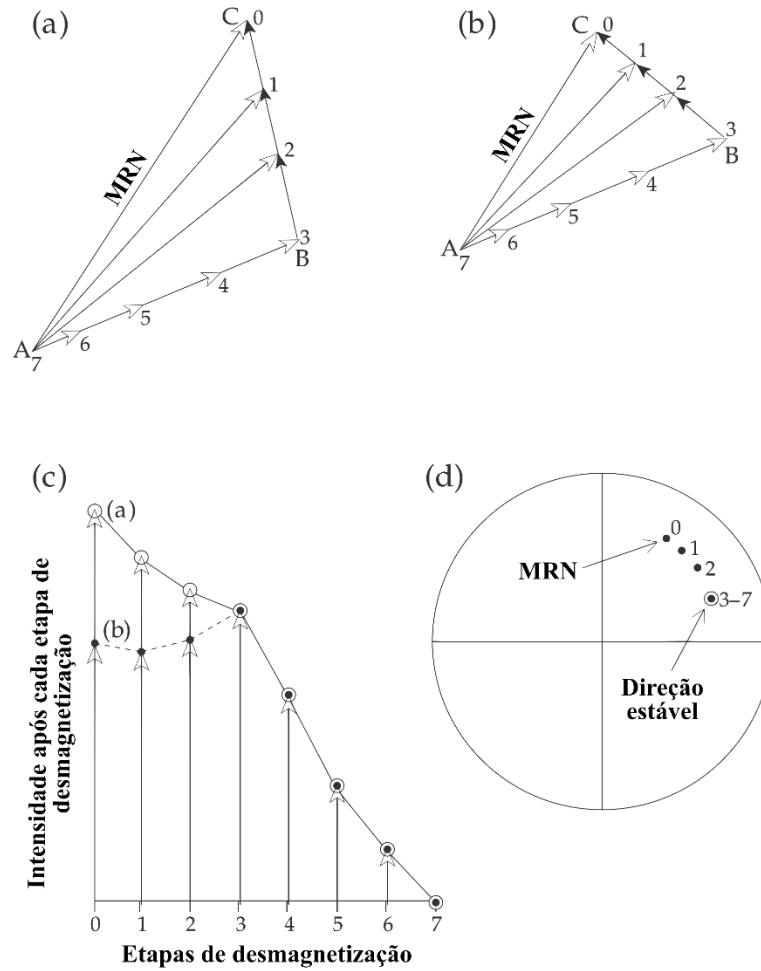 (a)
C 0
1
MRN
2
3
B
4
5
A
6
7
(b)
C 0
1
MRN
2
3
B
4
5
A
6
7
(c)
(a)
(b)
Intensidade após cada etapa de
desmagnetização
0 1 2 3 4 5 6 7
Etapas de desmagnetização
(d)
0
1
MRN
2
3–7
Direção
estável